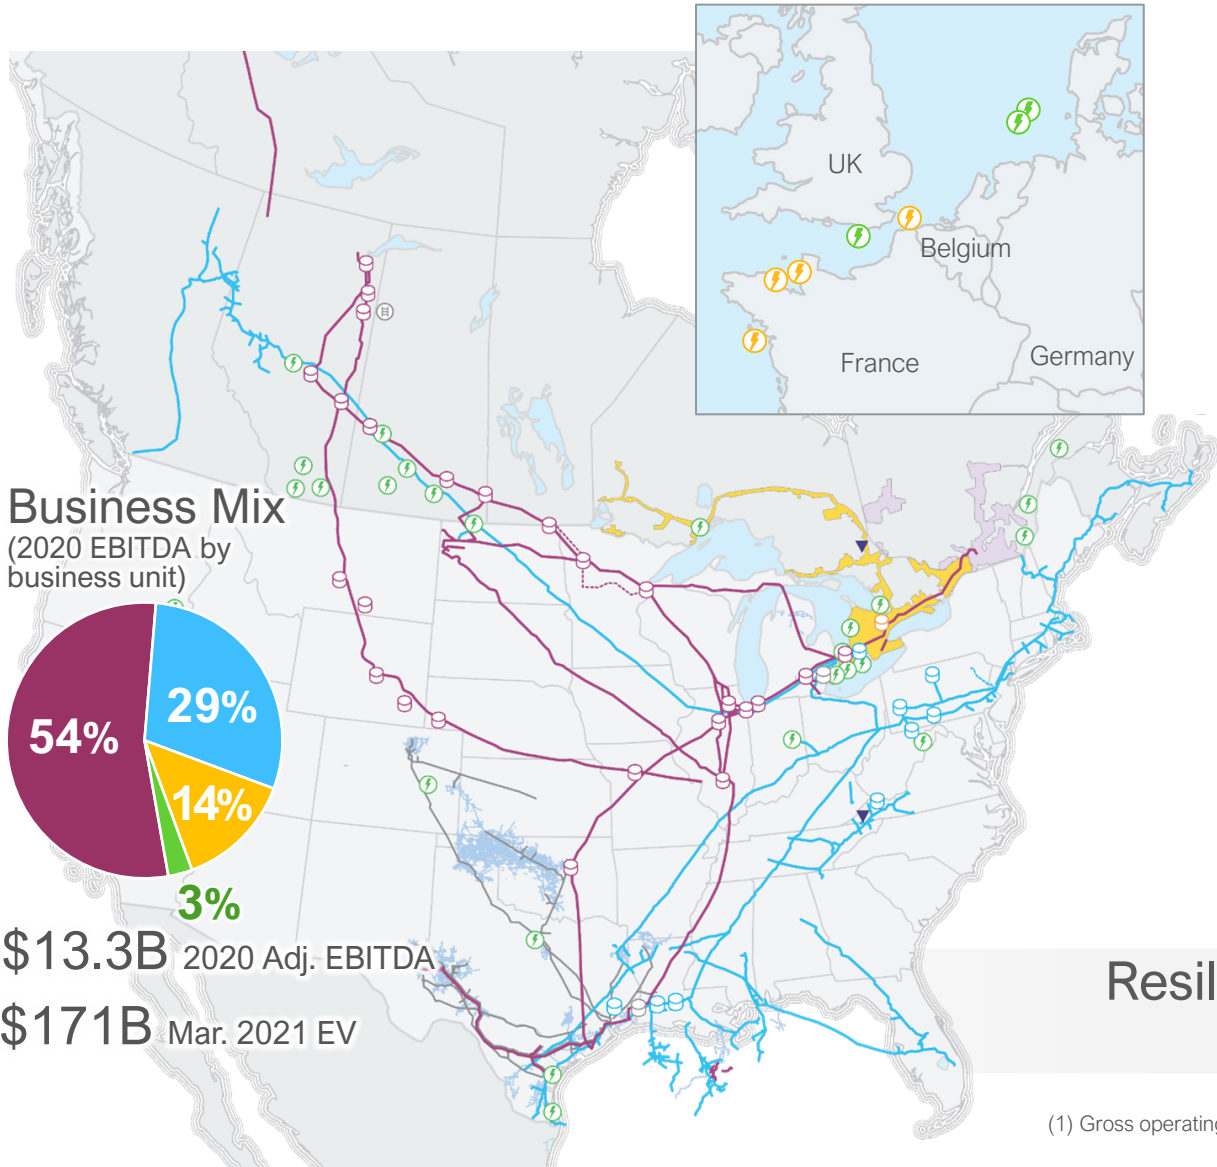 UK
Belgium
France
Germany
Business Mix
(2020 EBITDA by
business unit)
54%
29%
14%
3%
$13.3B 2020 Adj. EBITDA
$171B Mar. 2021 EV
Resil
(1) Gross operating